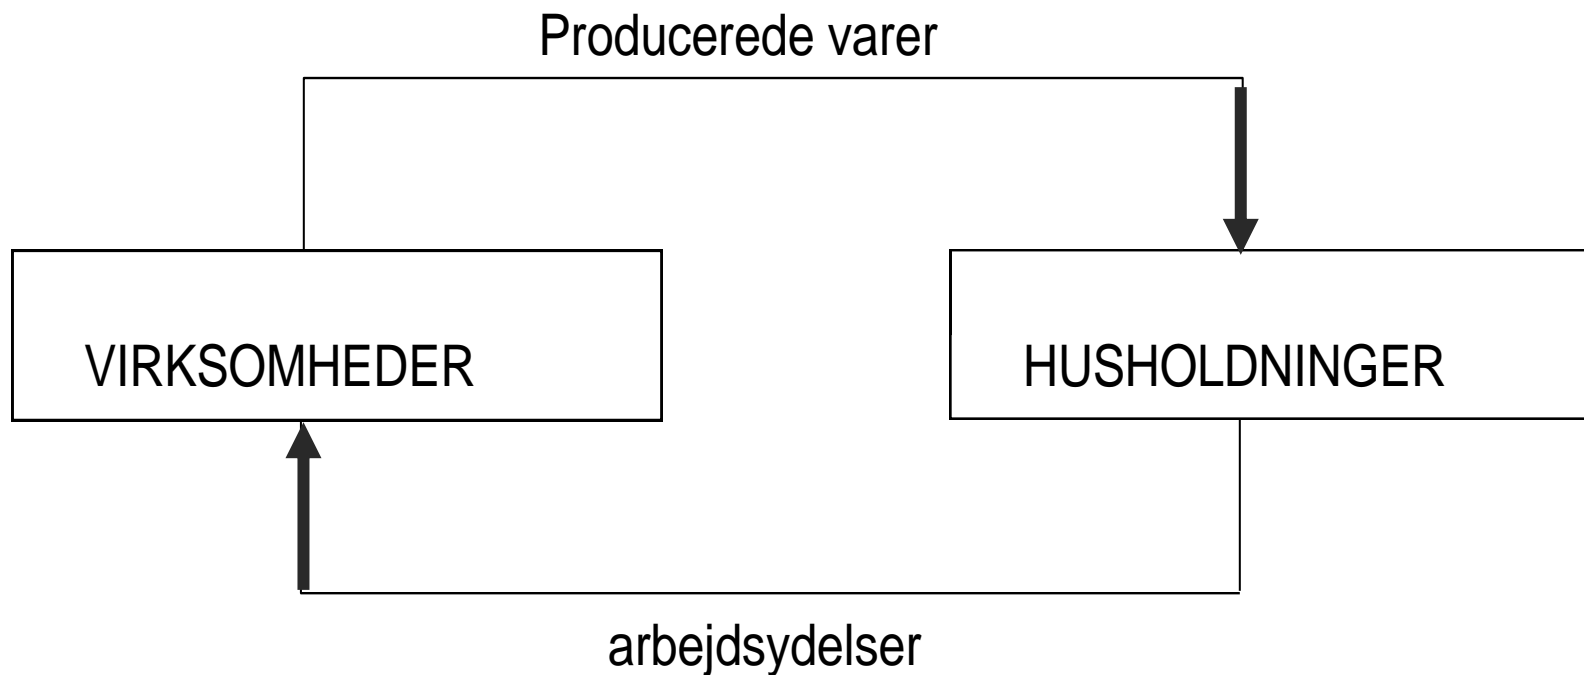 Producerede varer
VIRKSOMHEDER
HUSHOLDNINGER
arbejdsydelser